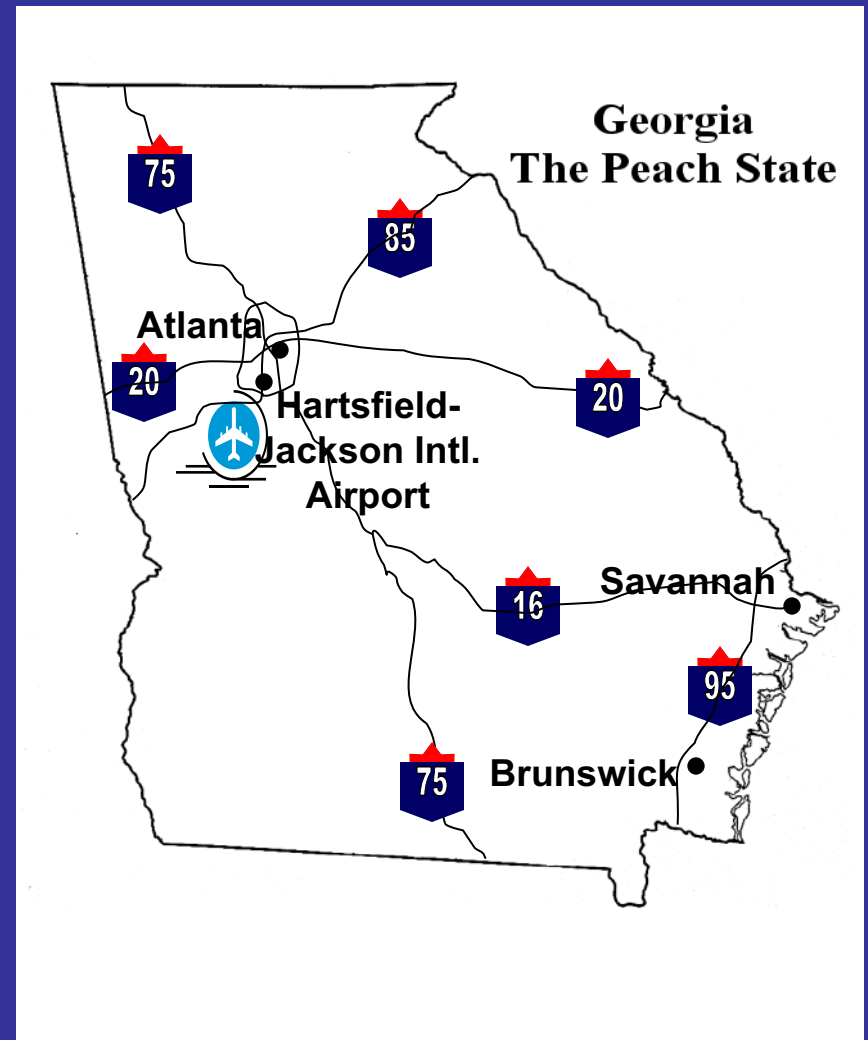 Georgia
The Peach State
75
85
Atlanta
20
20
Hartsfield-
Jackson Intl.
Airport
Savannah
16
95
Brunswick
75